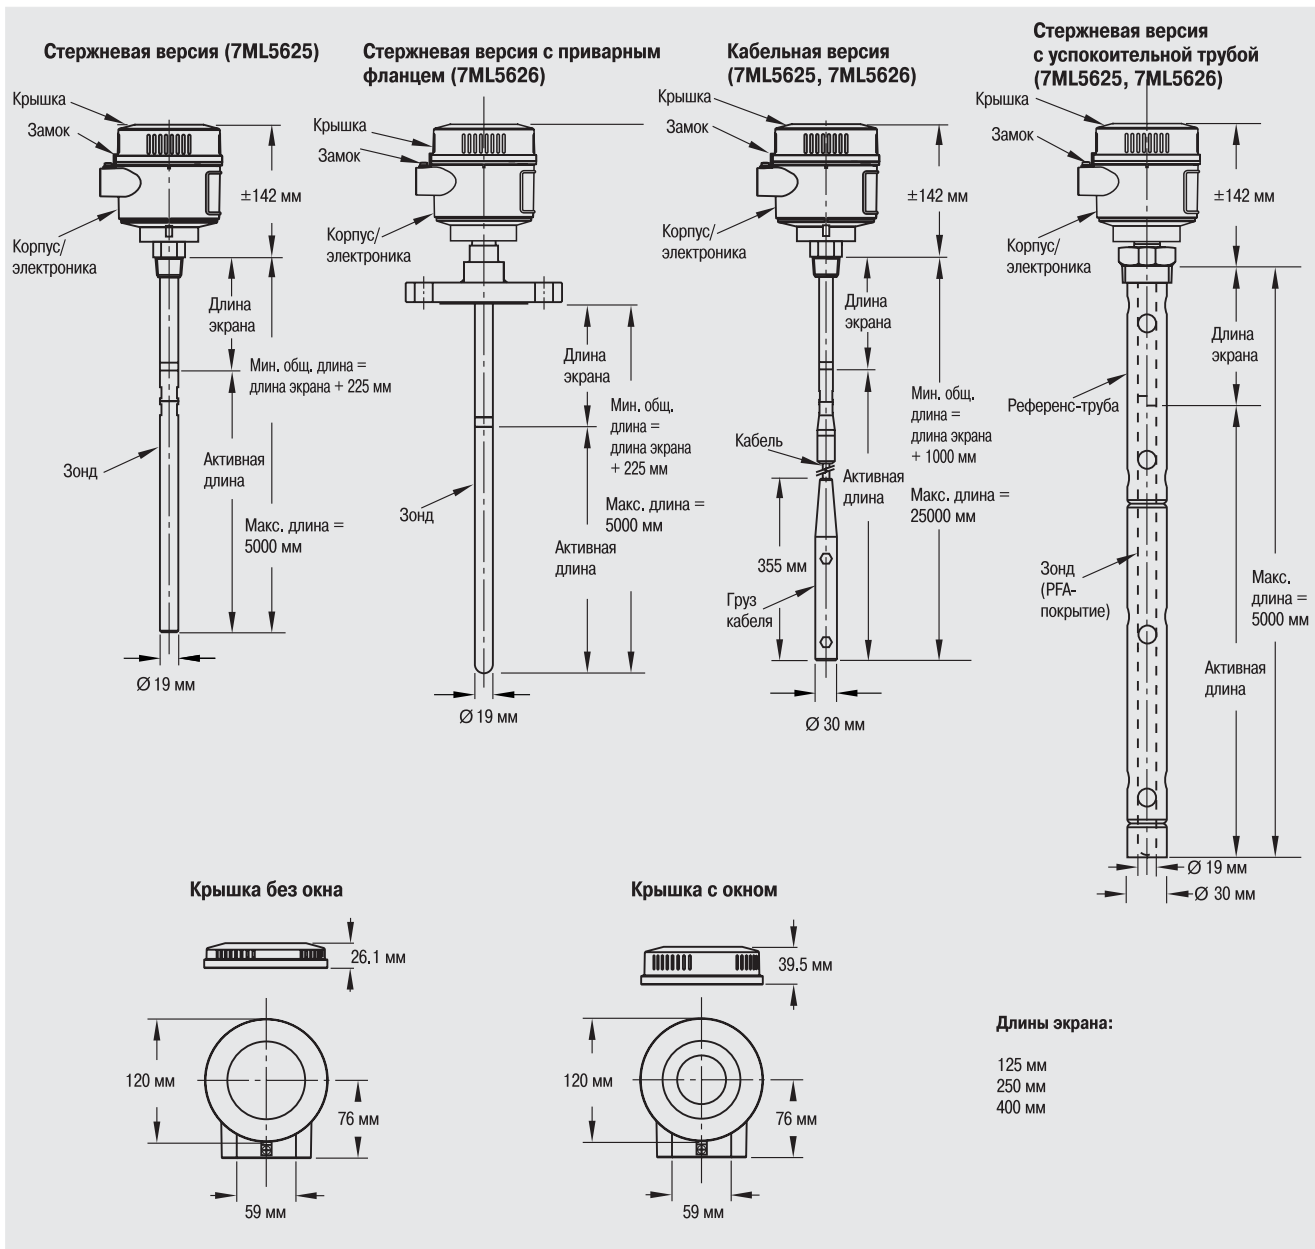 Стержневая версия (7ML5625)
Крышка
Замок
±142 мм
Корпус/
электроника
Длина
экрана
Мин. общ. длина =
длина экрана + 225 мм
Зонд
Активная
длина
Макс. длина =
5000 мм
Ø 19 мм
Стержневая версия с приварным
фланцем (7ML5626)
Крышка
Замок
Корпус/
электроника
Длина
экрана
Мин. общ.
длина =
длина экрана
+ 225 мм
Зонд
Макс. длина =
5000 мм
Активная
длина
Ø 19 мм
Кабельная версия
(7ML5625, 7ML5626)
Крышка
Замок
±142 мм
Корпус/
электроника
Длина
экрана
Мин. общ.
длина =
длина экрана
+ 1000 мм
Кабель
Активная
длина
Макс. длина =
25000 мм
355 мм
Груз
кабеля
Ø 30 мм
Стержневая версия
с успокоительной трубой
(7ML5625, 7ML5626)
Крышка
Замок
±142 мм
Корпус/
электроника
Длина
экрана
Референс-труба
Зонд
(PFA-
покрытие)
Макс.
длина =
5000 мм
Активная
длина
Ø 19 мм
Ø 30 мм
Крышка без окна
26.1 мм
120 мм
76 мм
59 мм
Крышка с окном
39.5 мм
120 мм
76 мм
59 мм
Длины экрана:
125 мм
250 мм
400 мм